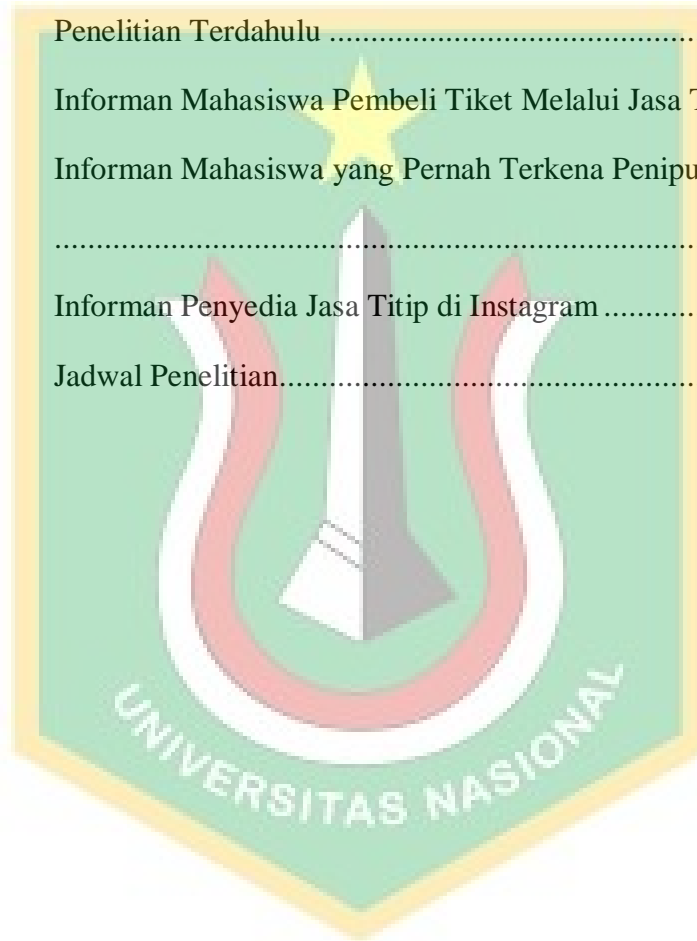 Penelitian Terdahulu ............................................
Informan Mahasiswa Pembeli Tiket Melalui Jasa
Informan Mahasiswa yang Pernah Terkena
.............................................................................
Informan Penyedia Jasa Titip di Instagram ...........
Jadwal Penelitian..................................................
UNIVERSITAS NASIONAL